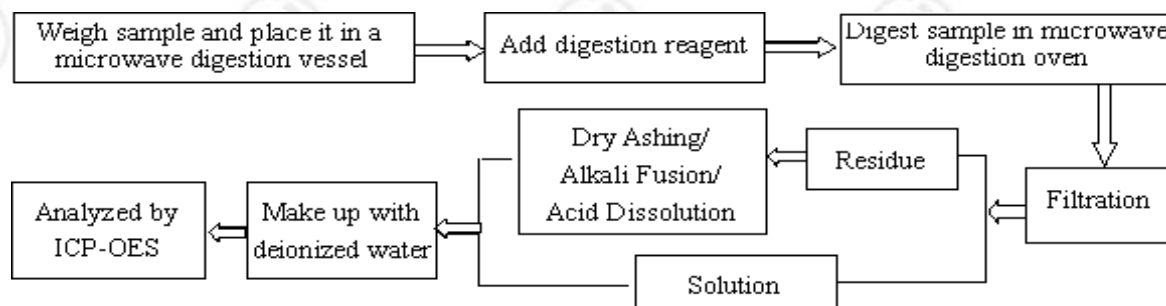 Weigh sample and place it in a
microwave digestion vessel
Add digestion reagent
Digest sample in microwave
digestion oven
Filtration
Residue
Dry Ashing/
Alkali Fusion/
Acid Dissolution
Solution
Make up with
deionized water
Analyzed by
ICP-OES